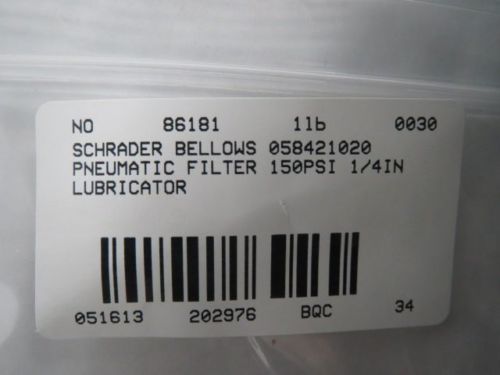 NO 86181 1lb 0030
SCHRADER BELLOWS 058421020
PNEUMATIC FILTER 150PSI 1/4IN
LUBRICATOR
051613 202976 BQC 34